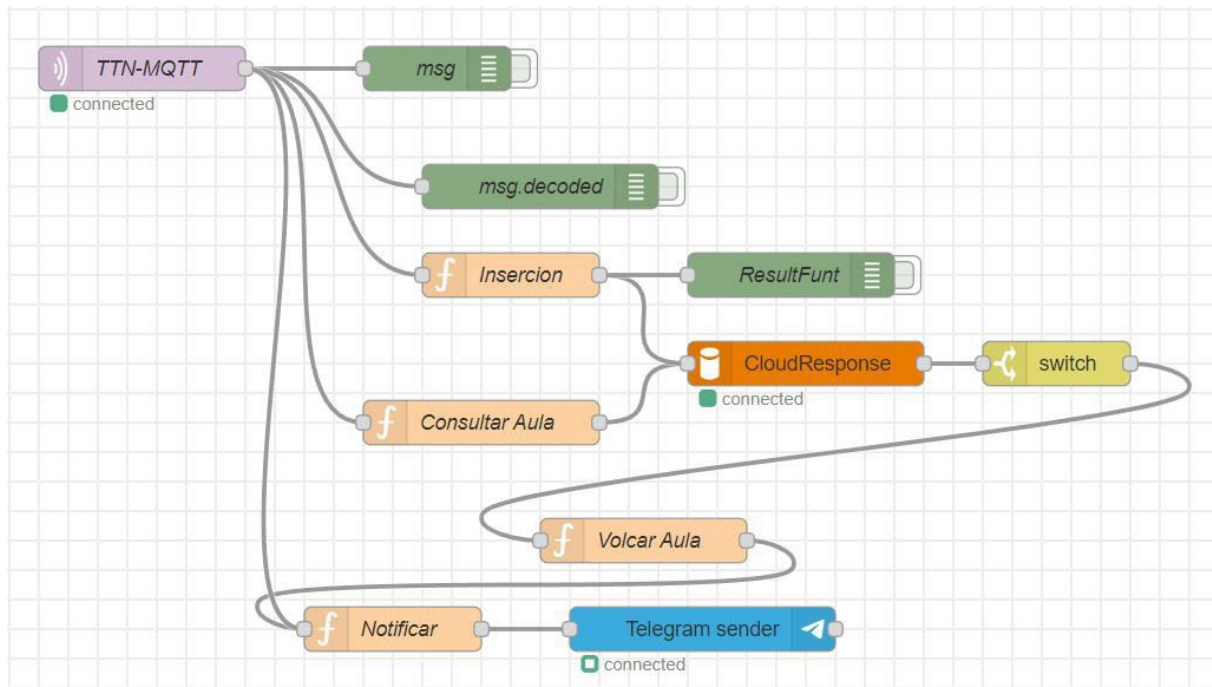 TTN-MQTT
msg
connected
msg.decoded
Insercion
ResultFunt
CloudResponse
switch
connected
Consultar Aula
Volcar Aula
Notificar
Telegram sender
connected